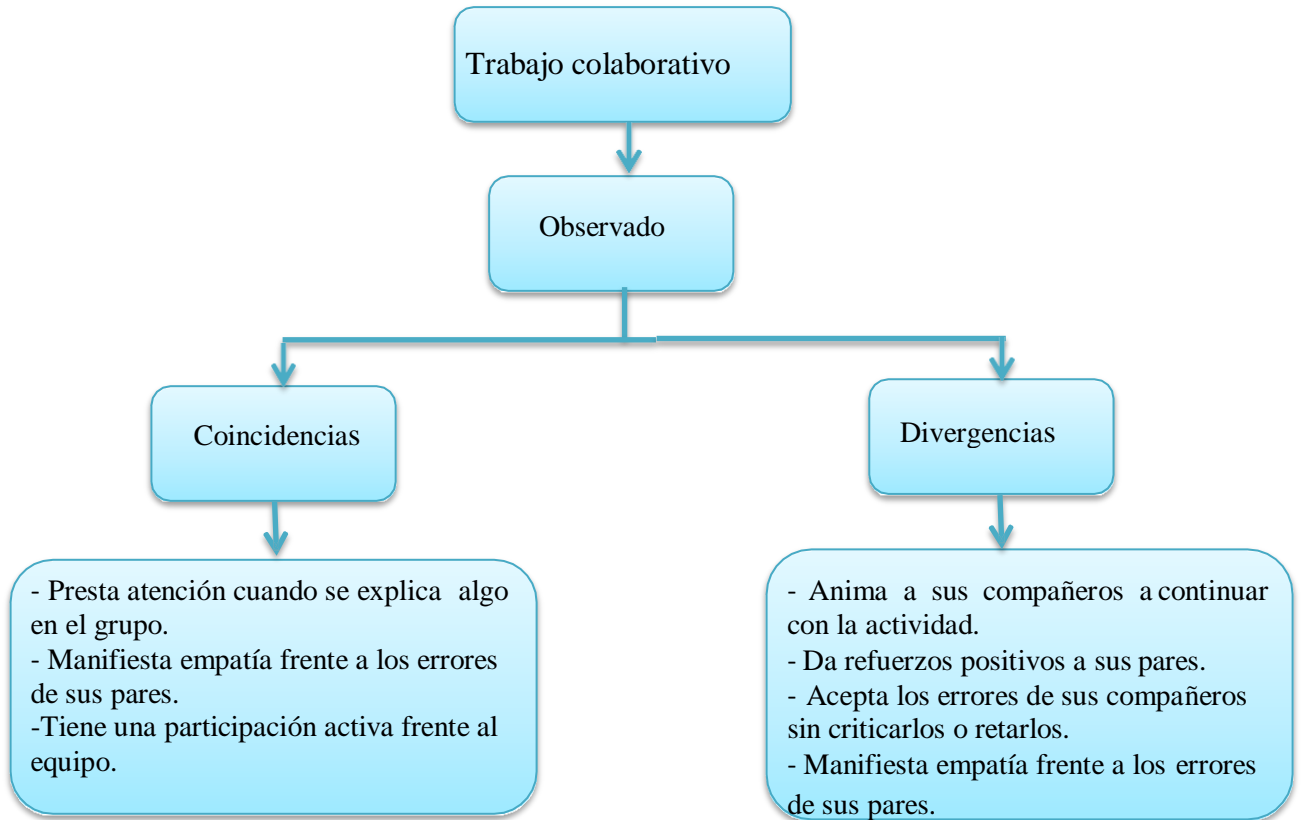 Trabajo colaborativo
Observado
Coincidencias
Divergencias
- Presta atención cuando se explica algo
en el grupo.
- Manifiesta empatía frente a los errores
de sus pares.
-Tiene una participación activa frente al
equipo.
- Anima a sus compañeros a continuar
con la actividad.
- Da refuerzos positivos a sus pares.
- Acepta los errores de sus compañeros
sin criticarlos o retarlos.
- Manifiesta empatía frente a los errores
de sus pares.